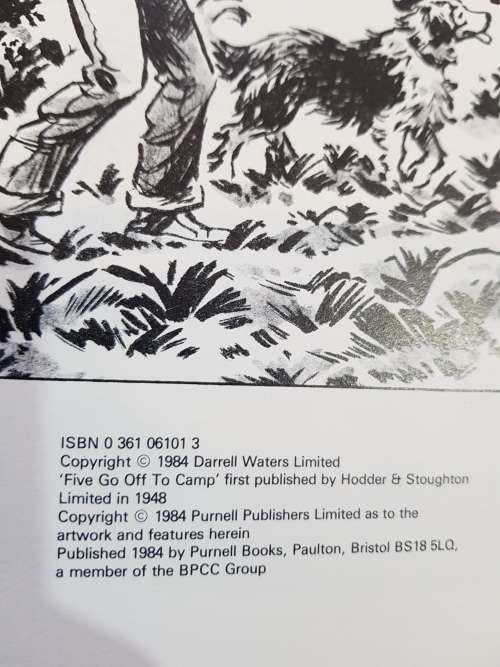 ISBN 0 361 06101 3
Copyright © 1984 Darrell Waters Limited
'Five Go Off To Camp' first published by Hodder & Stoughton
Limited in 1948
Copyright © 1984 Purnell Publishers Limited as to the
artwork and features herein
Published 1984 by Purnell Books, Paulton, Bristol BS18 5LQ,
a member of the BPCC Group